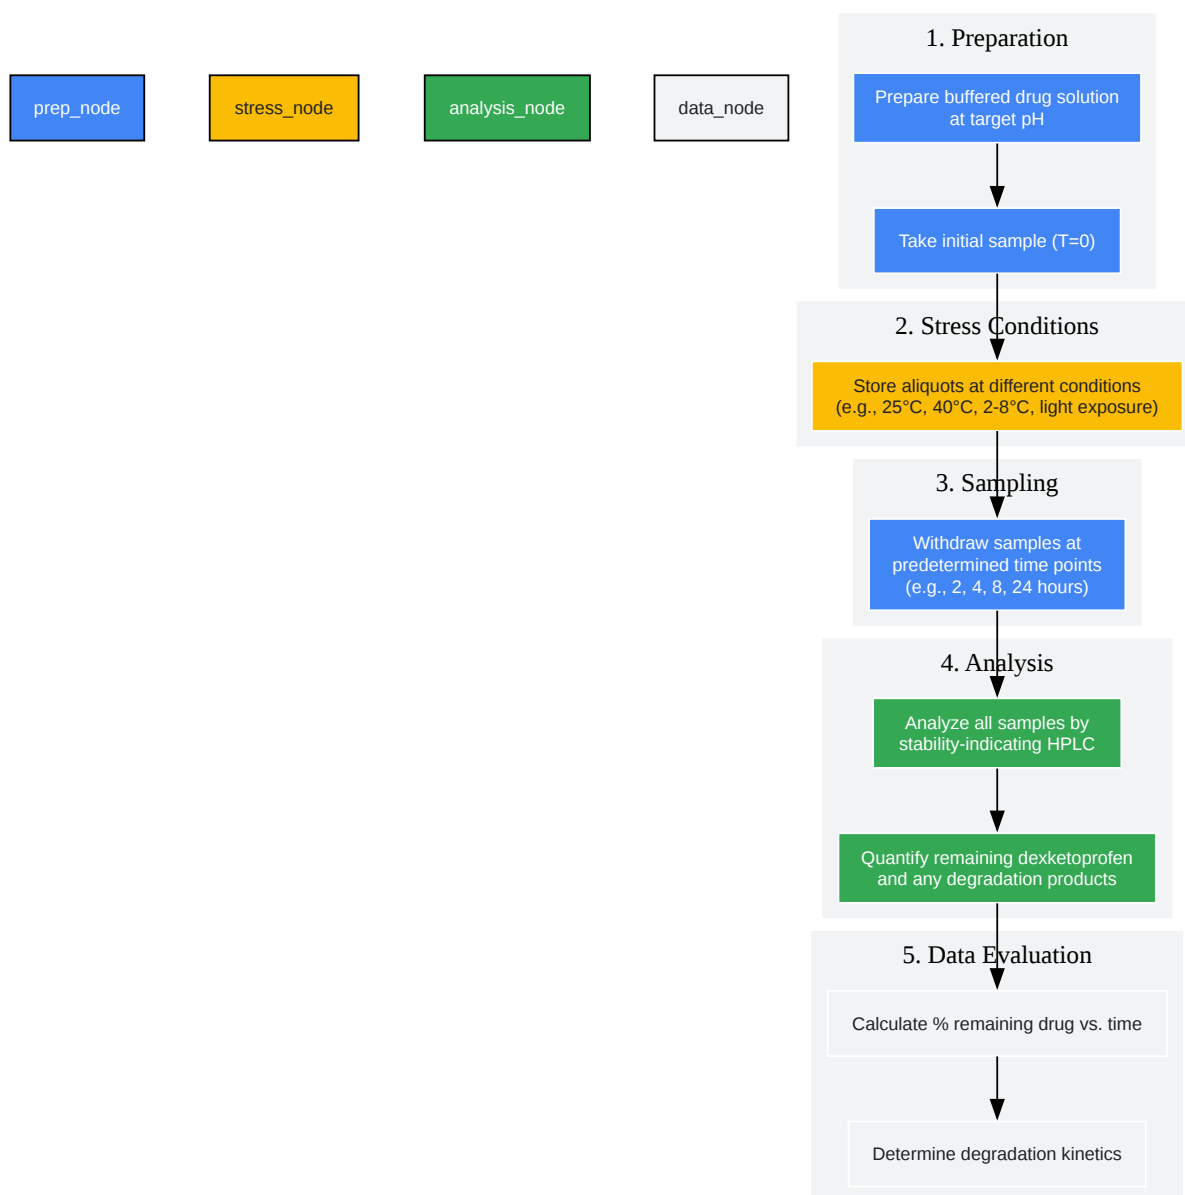 prep_node
stress_node
analysis_node
data_node
1. Preparation
Prepare buffered drug solution
at target pH
Take initial sample (T=0)
2. Stress Conditions
Store aliquots at different conditions
(e.g., 25°C, 40°C, 2-8°C, light exposure)
3. Sampling
Withdraw samples at
predetermined time points
(e.g., 2, 4, 8, 24 hours)
4. Analysis
Analyze all samples by
stability-indicating HPLC
Quantify remaining dexketoprofen
and any degradation products
5. Data Evaluation
Calculate % remaining drug vs. time
Determine degradation kinetics